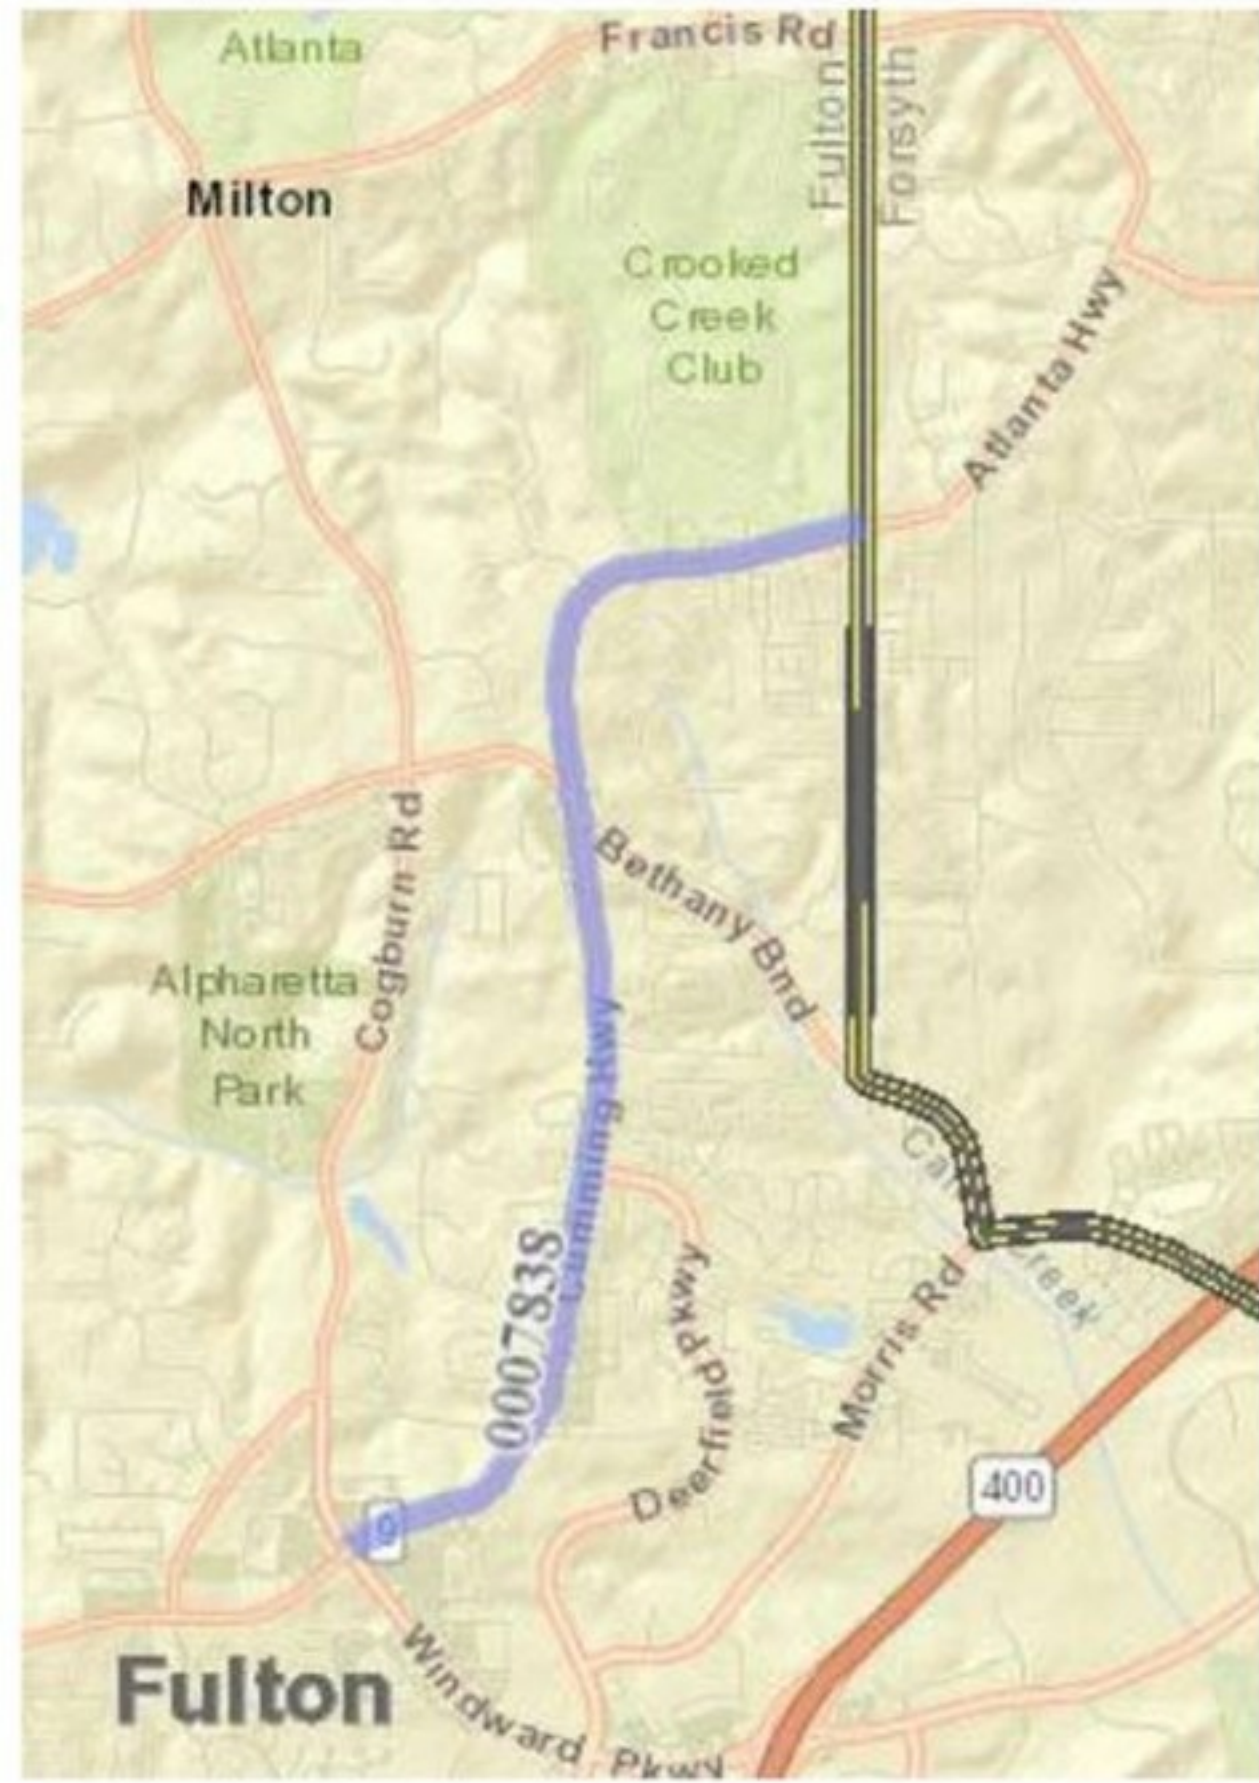 Atlanta
Francis Rd
Fulton
Forsyth
Milton
Crooked
Creek
Club
Atlanta Hwy
Bethany Bnd
Cogburn Rd
Alpharetta
North
Park
Cumming Hwy
Creek
0007838
Deerfield Pkwy
Morris Rd
400
9
Fulton
Windward Pkwy